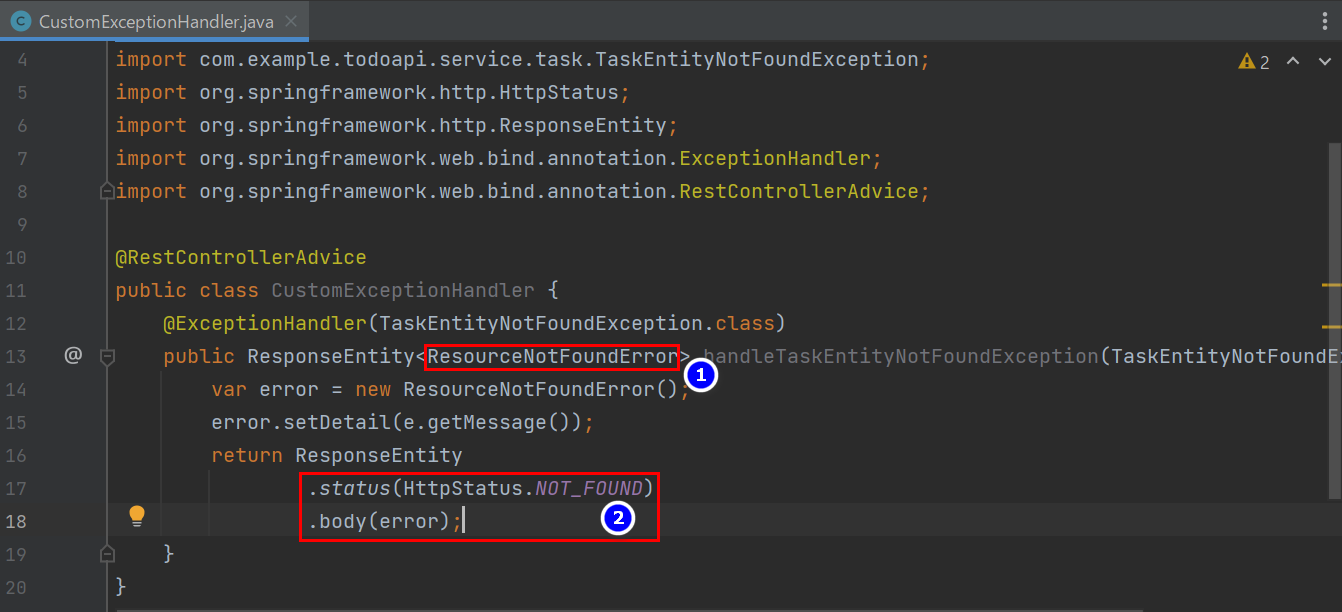 C CustomExceptionHandler.java
2
4 import com.example.todoapi.service.task.TaskEntityNotFoundException;
5 import org.springframework.http.HttpStatus;
6 import org.springframework.http.ResponseEntity;
7 import org.springframework.web.bind.annotation.ExceptionHandler;
8 import org.springframework.web.bind.annotation.RestControllerAdvice;
9
10 @RestControllerAdvice
11 public class CustomExceptionHandler {
12 @ExceptionHandler(TaskEntityNotFoundException.class)
13 @ public ResponseEntity<ResourceNotFoundError> handleTaskEntityNotFoundException(TaskEntityNotFoundE
1
14 var error = new ResourceNotFoundError();
15 error.setDetail(e.getMessage());
16 return ResponseEntity
17 .status(HttpStatus.NOT_FOUND)
18 .body(error);
2
19 }
20 }